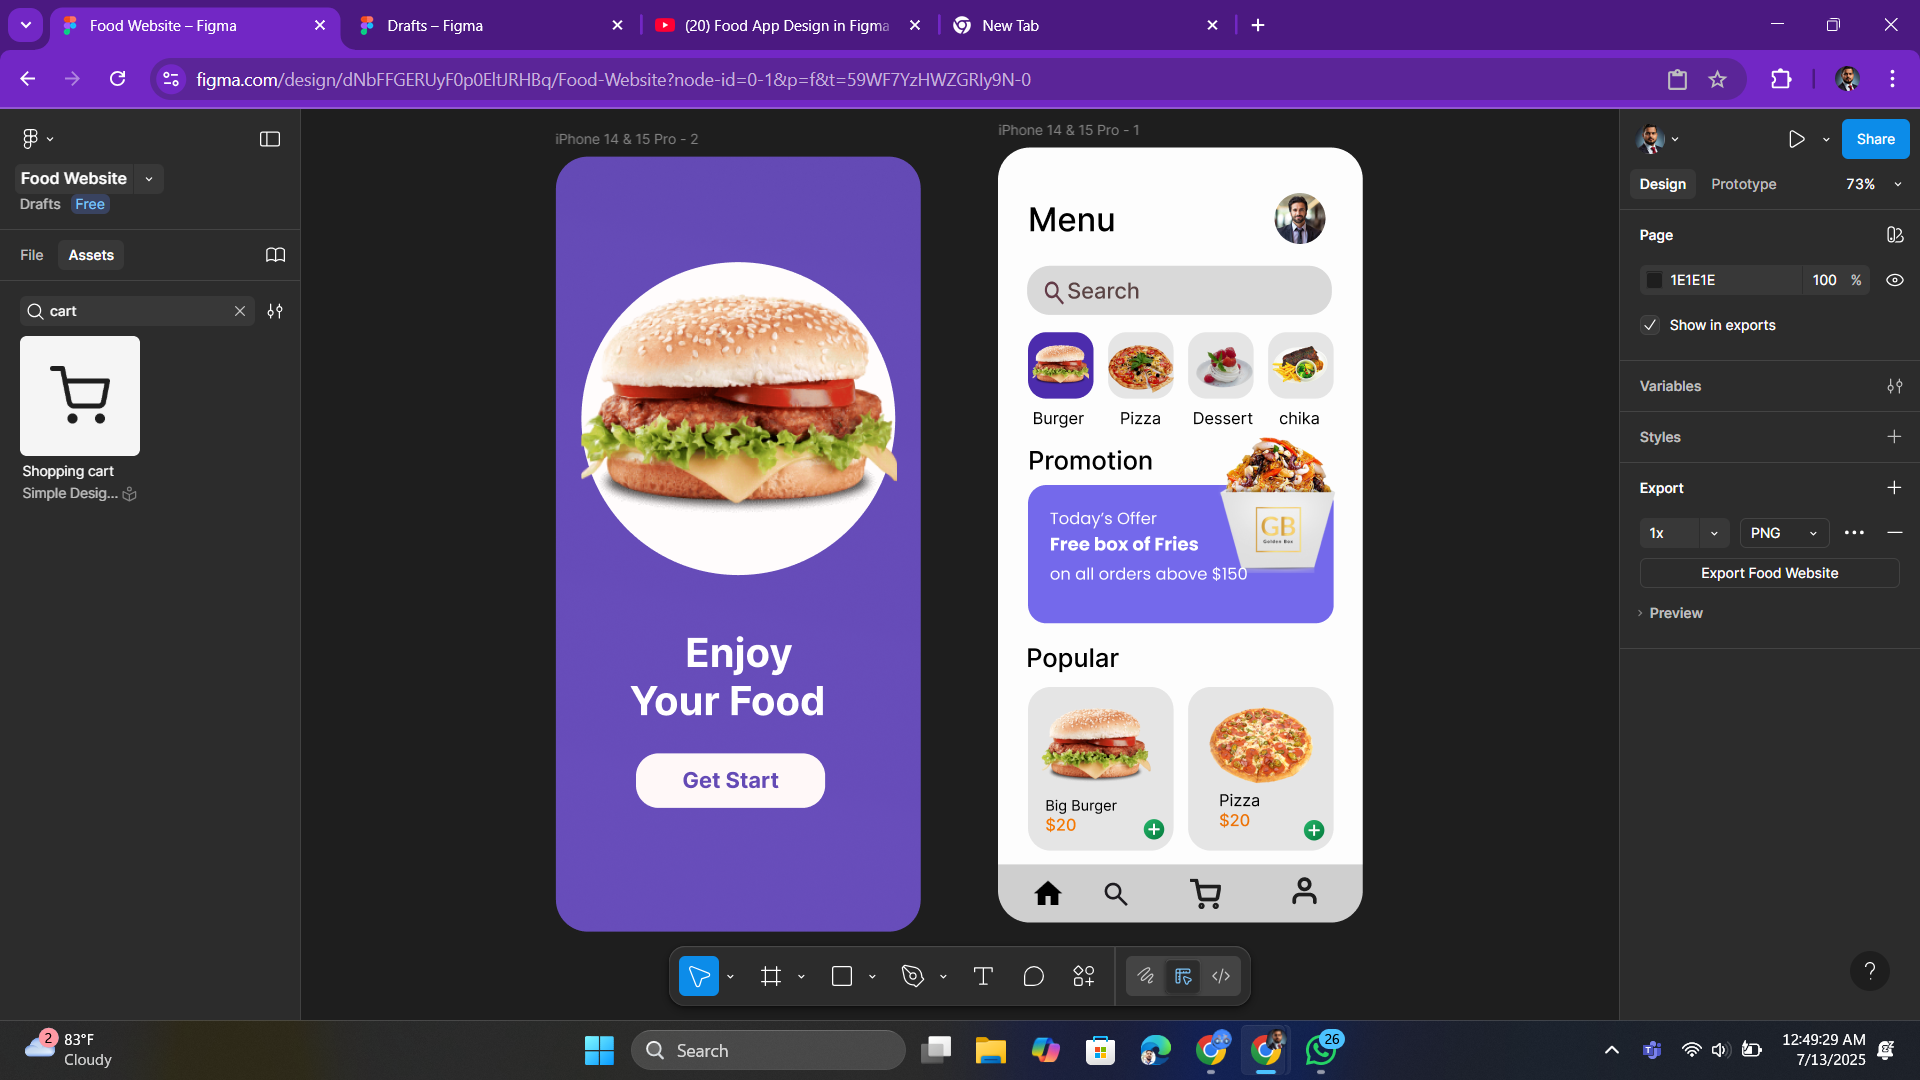 Food Website – Figma
Drafts – Figma
(20) Food App Design in Figma
New Tab
figma.com/design/dNbFFGERUyF0p0EltJRHBq/Food-Website?node-id=0-1&p=f&t=59WF7YzHWZGRIy9N-0
Food Website
Drafts Free
File Assets
cart
Shopping cart
Simple Desig...
iPhone 14 & 15 Pro - 2
Enjoy
Your Food
Get Start
iPhone 14 & 15 Pro - 1
Menu
Search
Burger Pizza Dessert chika
Promotion
Today’s Offer
Free box of Fries
on all orders above $150
GB
Golden Box
Popular
Big Burger
$20
Pizza
$20
Share
Design Prototype 73%
Page
1E1E1E 100 %
Show in exports
Variables
Styles
Export
1x PNG
Export Food Website
Preview
?
2
83°F
Cloudy
Search
26
12:49:29 AM
7/13/2025